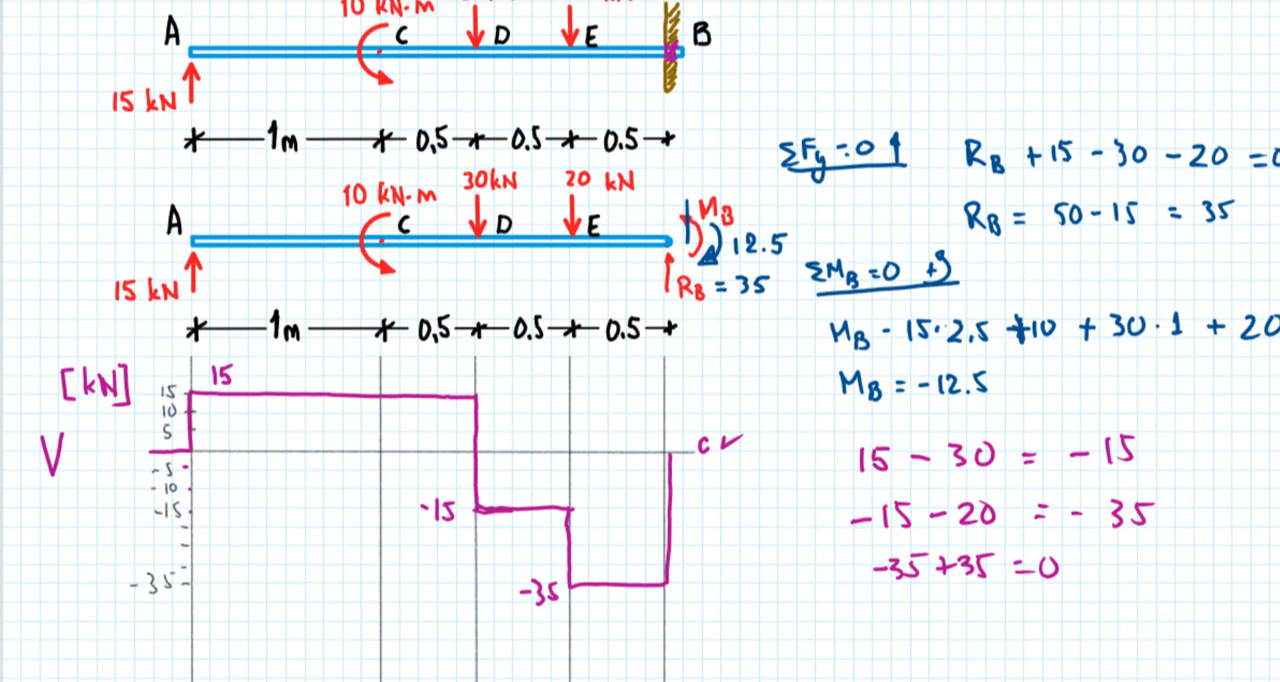 10 kN·m
A C D E B
15 kN
1m 0,5 0.5 0.5
ΣFy = 0 RB + 15 - 30 - 20 = 0
10 kN·m 30kN 20 kN MB
RB = 50 - 15 = 35
A C D E
12.5
15 kN
RB = 35
ΣMB = 0 +
1m 0,5 0.5 0.5
MB - 15·2.5 +10 + 30·1 + 20
[kN] 15
MB = -12.5
15
10
5
V
C ✓
15 - 30 = -15
-5
-10
-15
-15
-15 - 20 = -35
-35 + 35 = 0
-35
-35